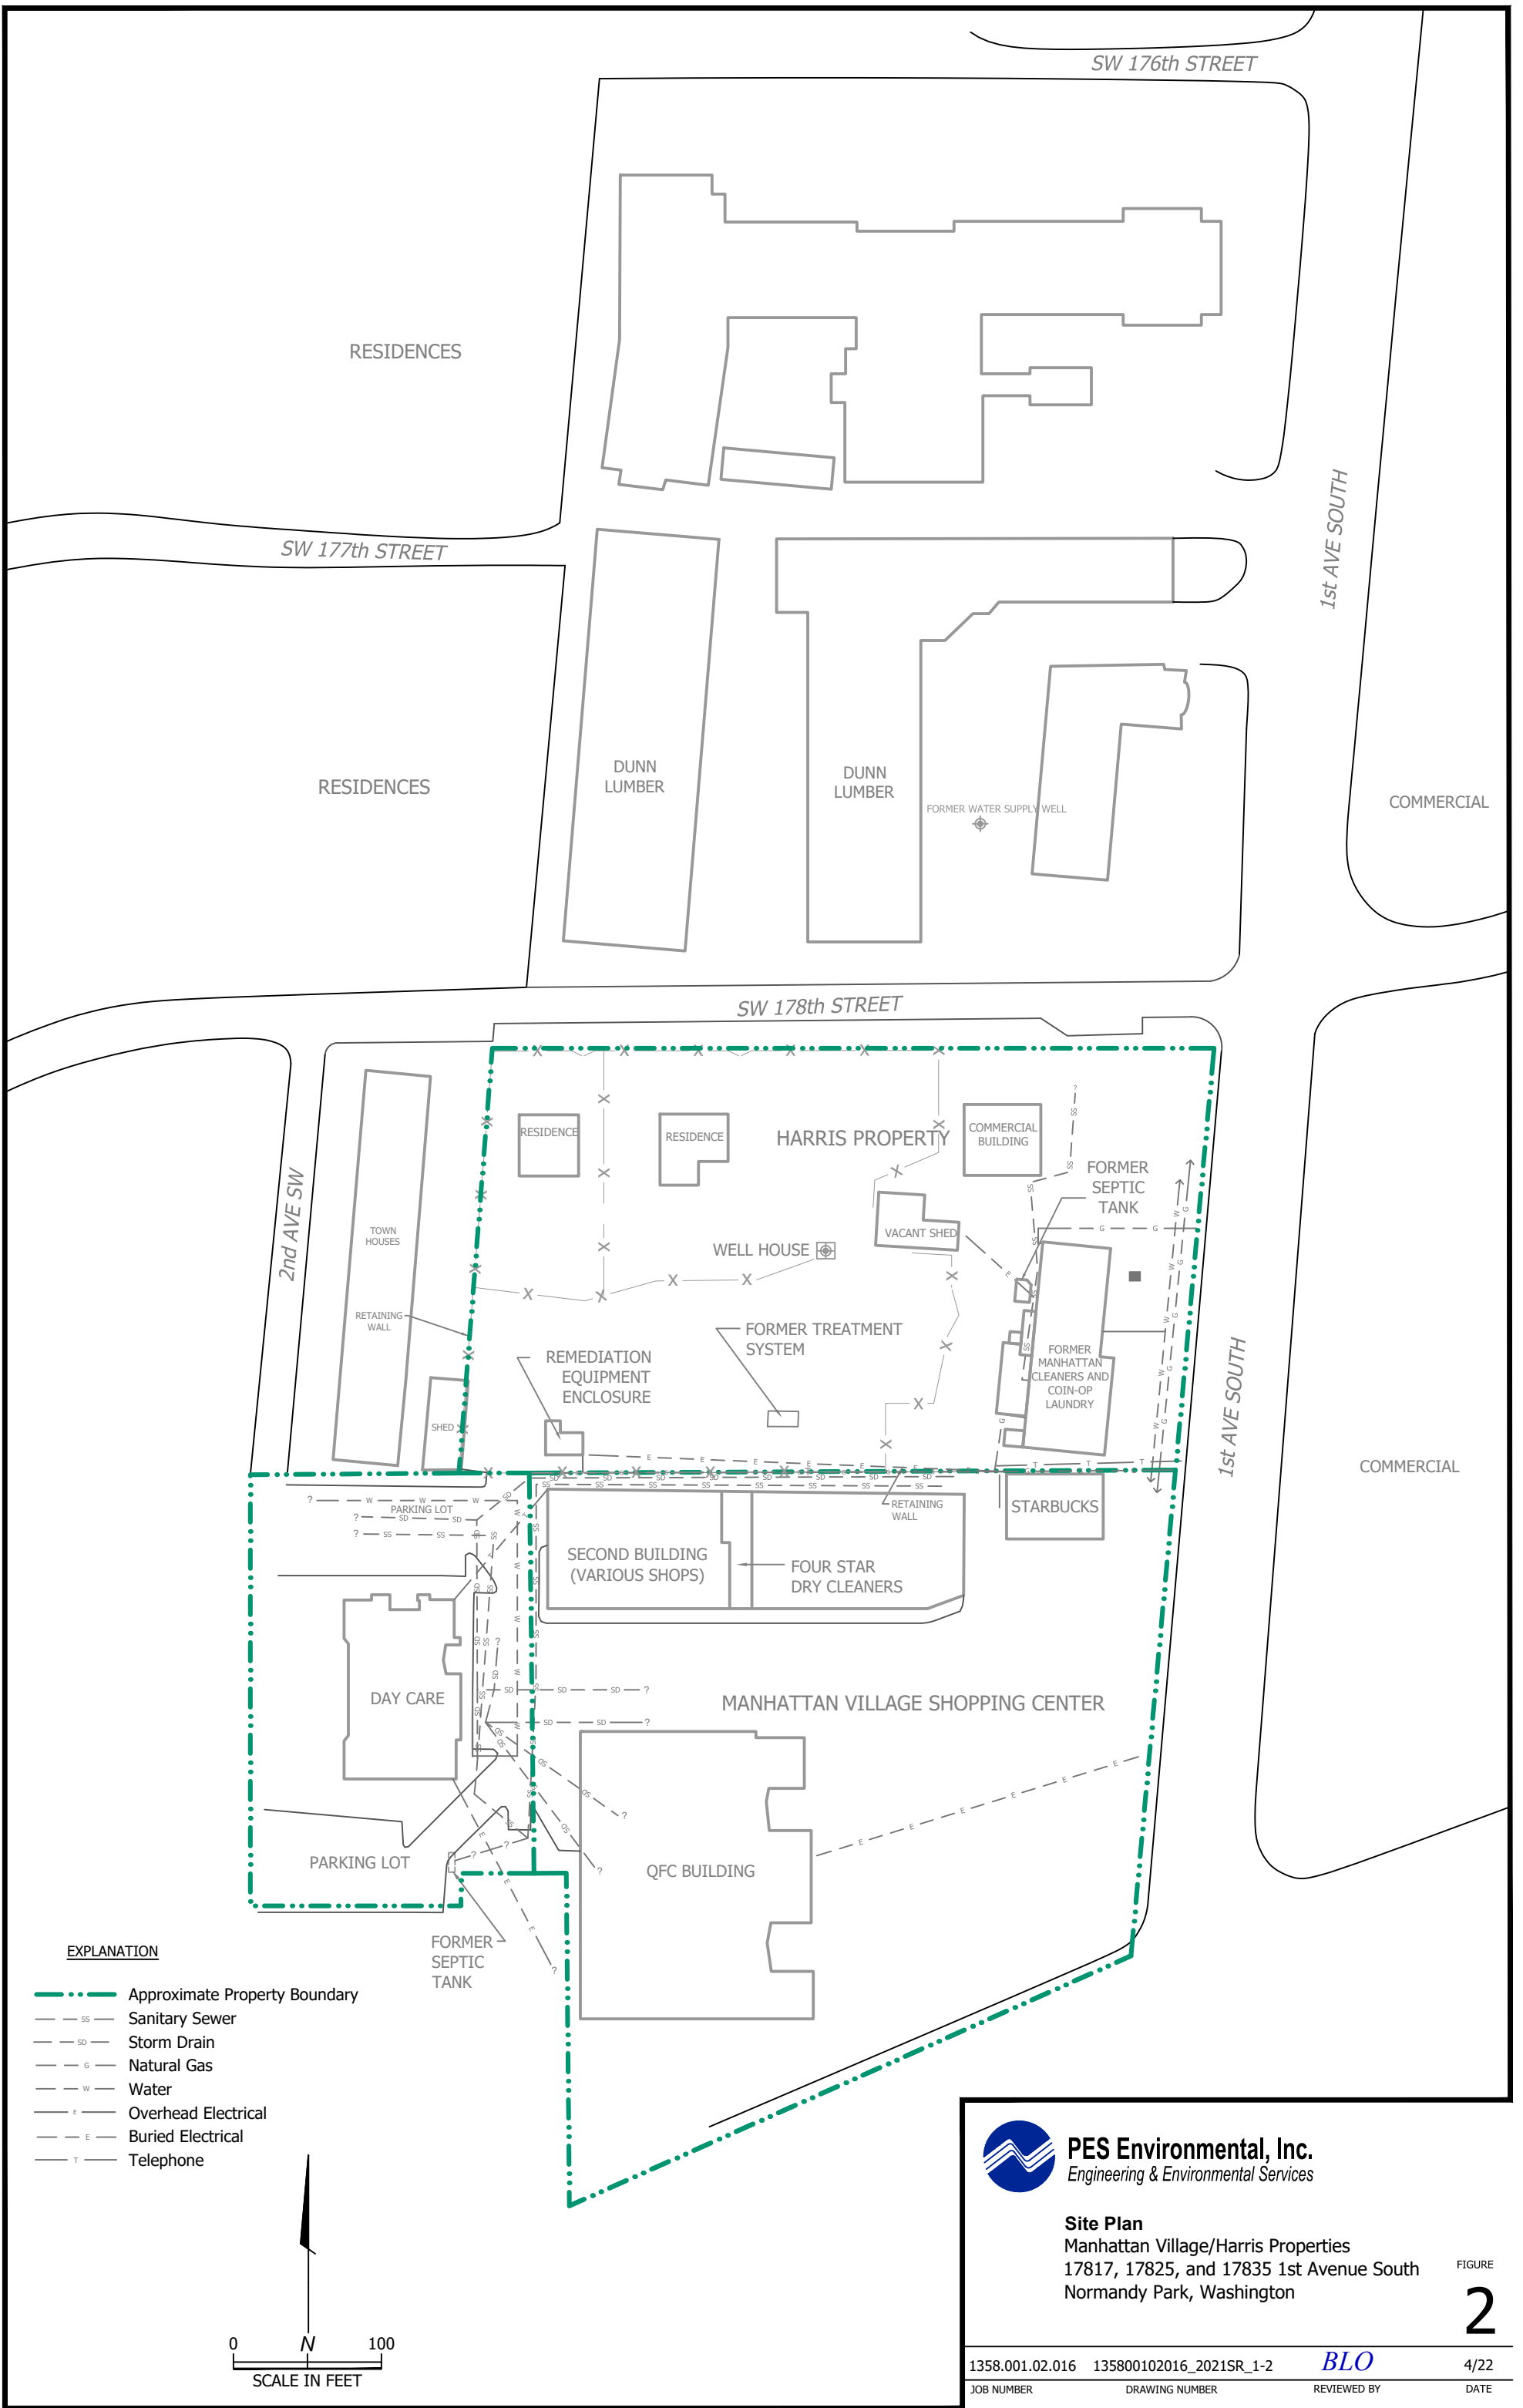 SW 176th STREET
RESIDENCES
1st AVE SOUTH
SW 177th STREET
RESIDENCES
DUNN
LUMBER
DUNN
LUMBER
FORMER WATER SUPPLY WELL
COMMERCIAL
SW 178th STREET
2nd AVE SW
TOWN
HOUSES
RESIDENCE
RESIDENCE
HARRIS PROPERTY
COMMERCIAL
BUILDING
FORMER
SEPTIC
TANK
VACANT SHED
WELL HOUSE
RETAINING
WALL
FORMER TREATMENT
SYSTEM
REMEDIATION
EQUIPMENT
ENCLOSURE
FORMER
MANHATTAN
CLEANERS AND
COIN-OP
LAUNDRY
1st AVE SOUTH
SHED
COMMERCIAL
PARKING LOT
RETAINING
WALL
STARBUCKS
SECOND BUILDING
(VARIOUS SHOPS)
FOUR STAR
DRY CLEANERS
DAY CARE
MANHATTAN VILLAGE SHOPPING CENTER
PARKING LOT
QFC BUILDING
FORMER
SEPTIC
TANK
EXPLANATION
Approximate Property Boundary
SS Sanitary Sewer
SD Storm Drain
G Natural Gas
W Water
E Overhead Electrical
E Buried Electrical
T Telephone
0 N 100
SCALE IN FEET
PES Environmental, Inc.
Engineering & Environmental Services
Site Plan
Manhattan Village/Harris Properties
17817, 17825, and 17835 1st Avenue South
Normandy Park, Washington
FIGURE
2
1358.001.02.016 135800102016_2021SR_1-2 BLO 4/22
JOB NUMBER DRAWING NUMBER REVIEWED BY DATE